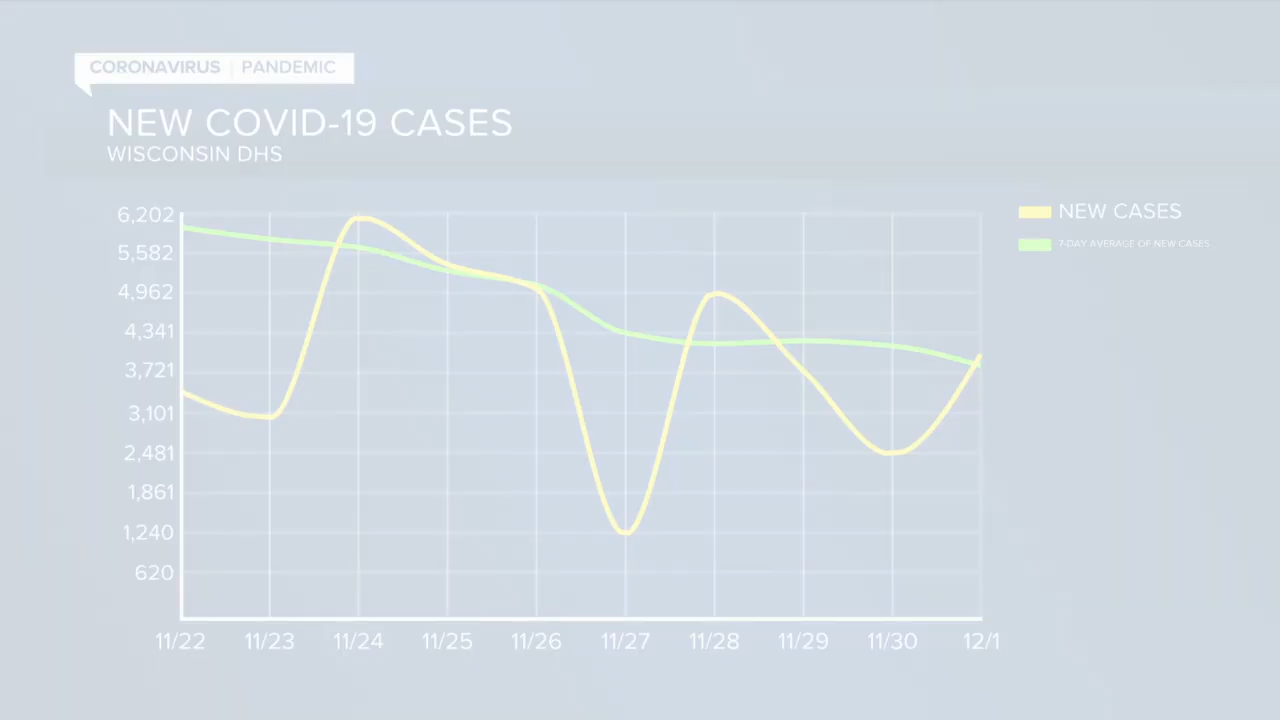 CORONAVIRUS | PANDEMIC
NEW COVID-19 CASES
WISCONSIN DHS
6,202
5,582
4,962
4,341
3,721
3,101
2,481
1,861
1,240
620
11/22 11/23 11/24 11/25 11/26 11/27 11/28 11/29 11/30 12/1
NEW CASES
7-DAY AVERAGE OF NEW CASES